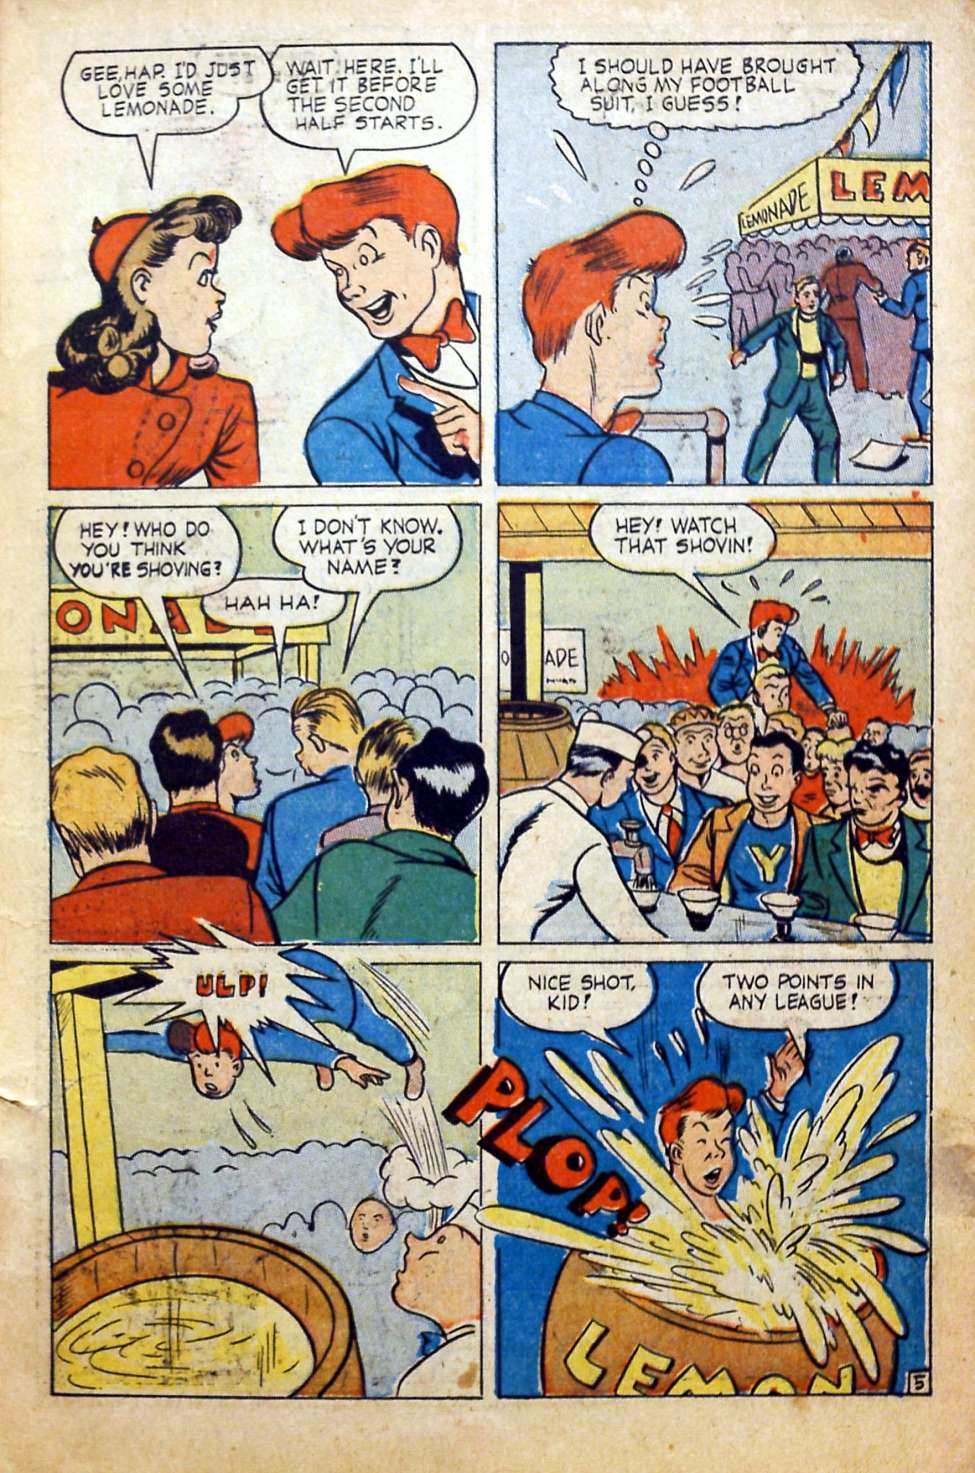 GEE, HAP. I'D JUST
LOVE SOME
LEMONADE.
WAIT HERE. I'LL
GET IT BEFORE
THE SECOND
HALF STARTS.
I SHOULD HAVE BROUGHT
ALONG MY FOOTBALL
SUIT, I GUESS!
LEMONADE
LEM
HEY! WHO DO
YOU THINK
YOU'RE SHOVING?
HAH HA!
I DON'T KNOW.
WHAT'S YOUR
NAME?
ONADE
HEY! WATCH
THAT SHOVIN'!
O ADE
Y
ULP!
NICE SHOT,
KID!
TWO POINTS IN
ANY LEAGUE!
PLOP!
LEMON
5